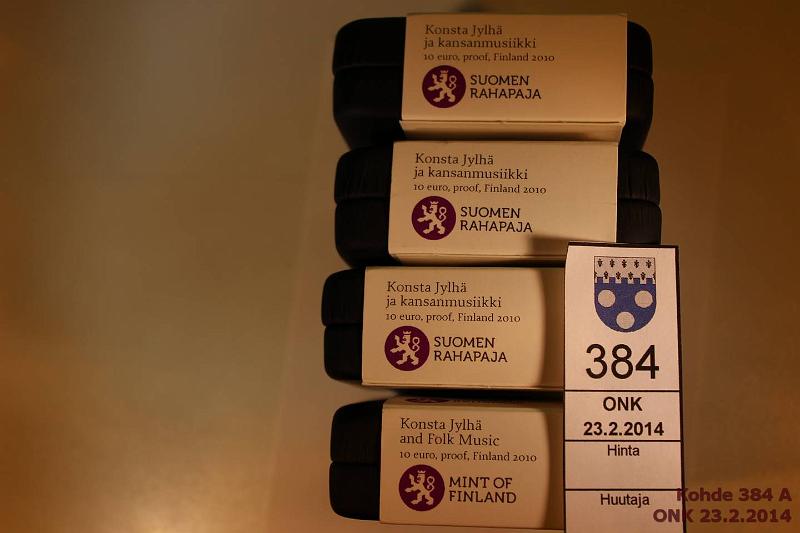 Konsta Jylhä
ja kansanmusiikki
10 euro, proof, Finland 2010
SUOMEN
RAHAPAJA
Konsta Jylhä
ja kansanmusiikki
10 euro, proof, Finland 2010
SUOMEN
RAHAPAJA
Konsta Jylhä
ja kansanmusiikki
10 euro, proof, Finland 2010
SUOMEN
RAHAPAJA
Konsta Jylhä
and Folk Music
10 euro, proof, Finland 2010
MINT OF
FINLAND
384
ONK
23.2.2014
Hinta
Huutaja
Kohde 384 A
ONK 23.2.2014